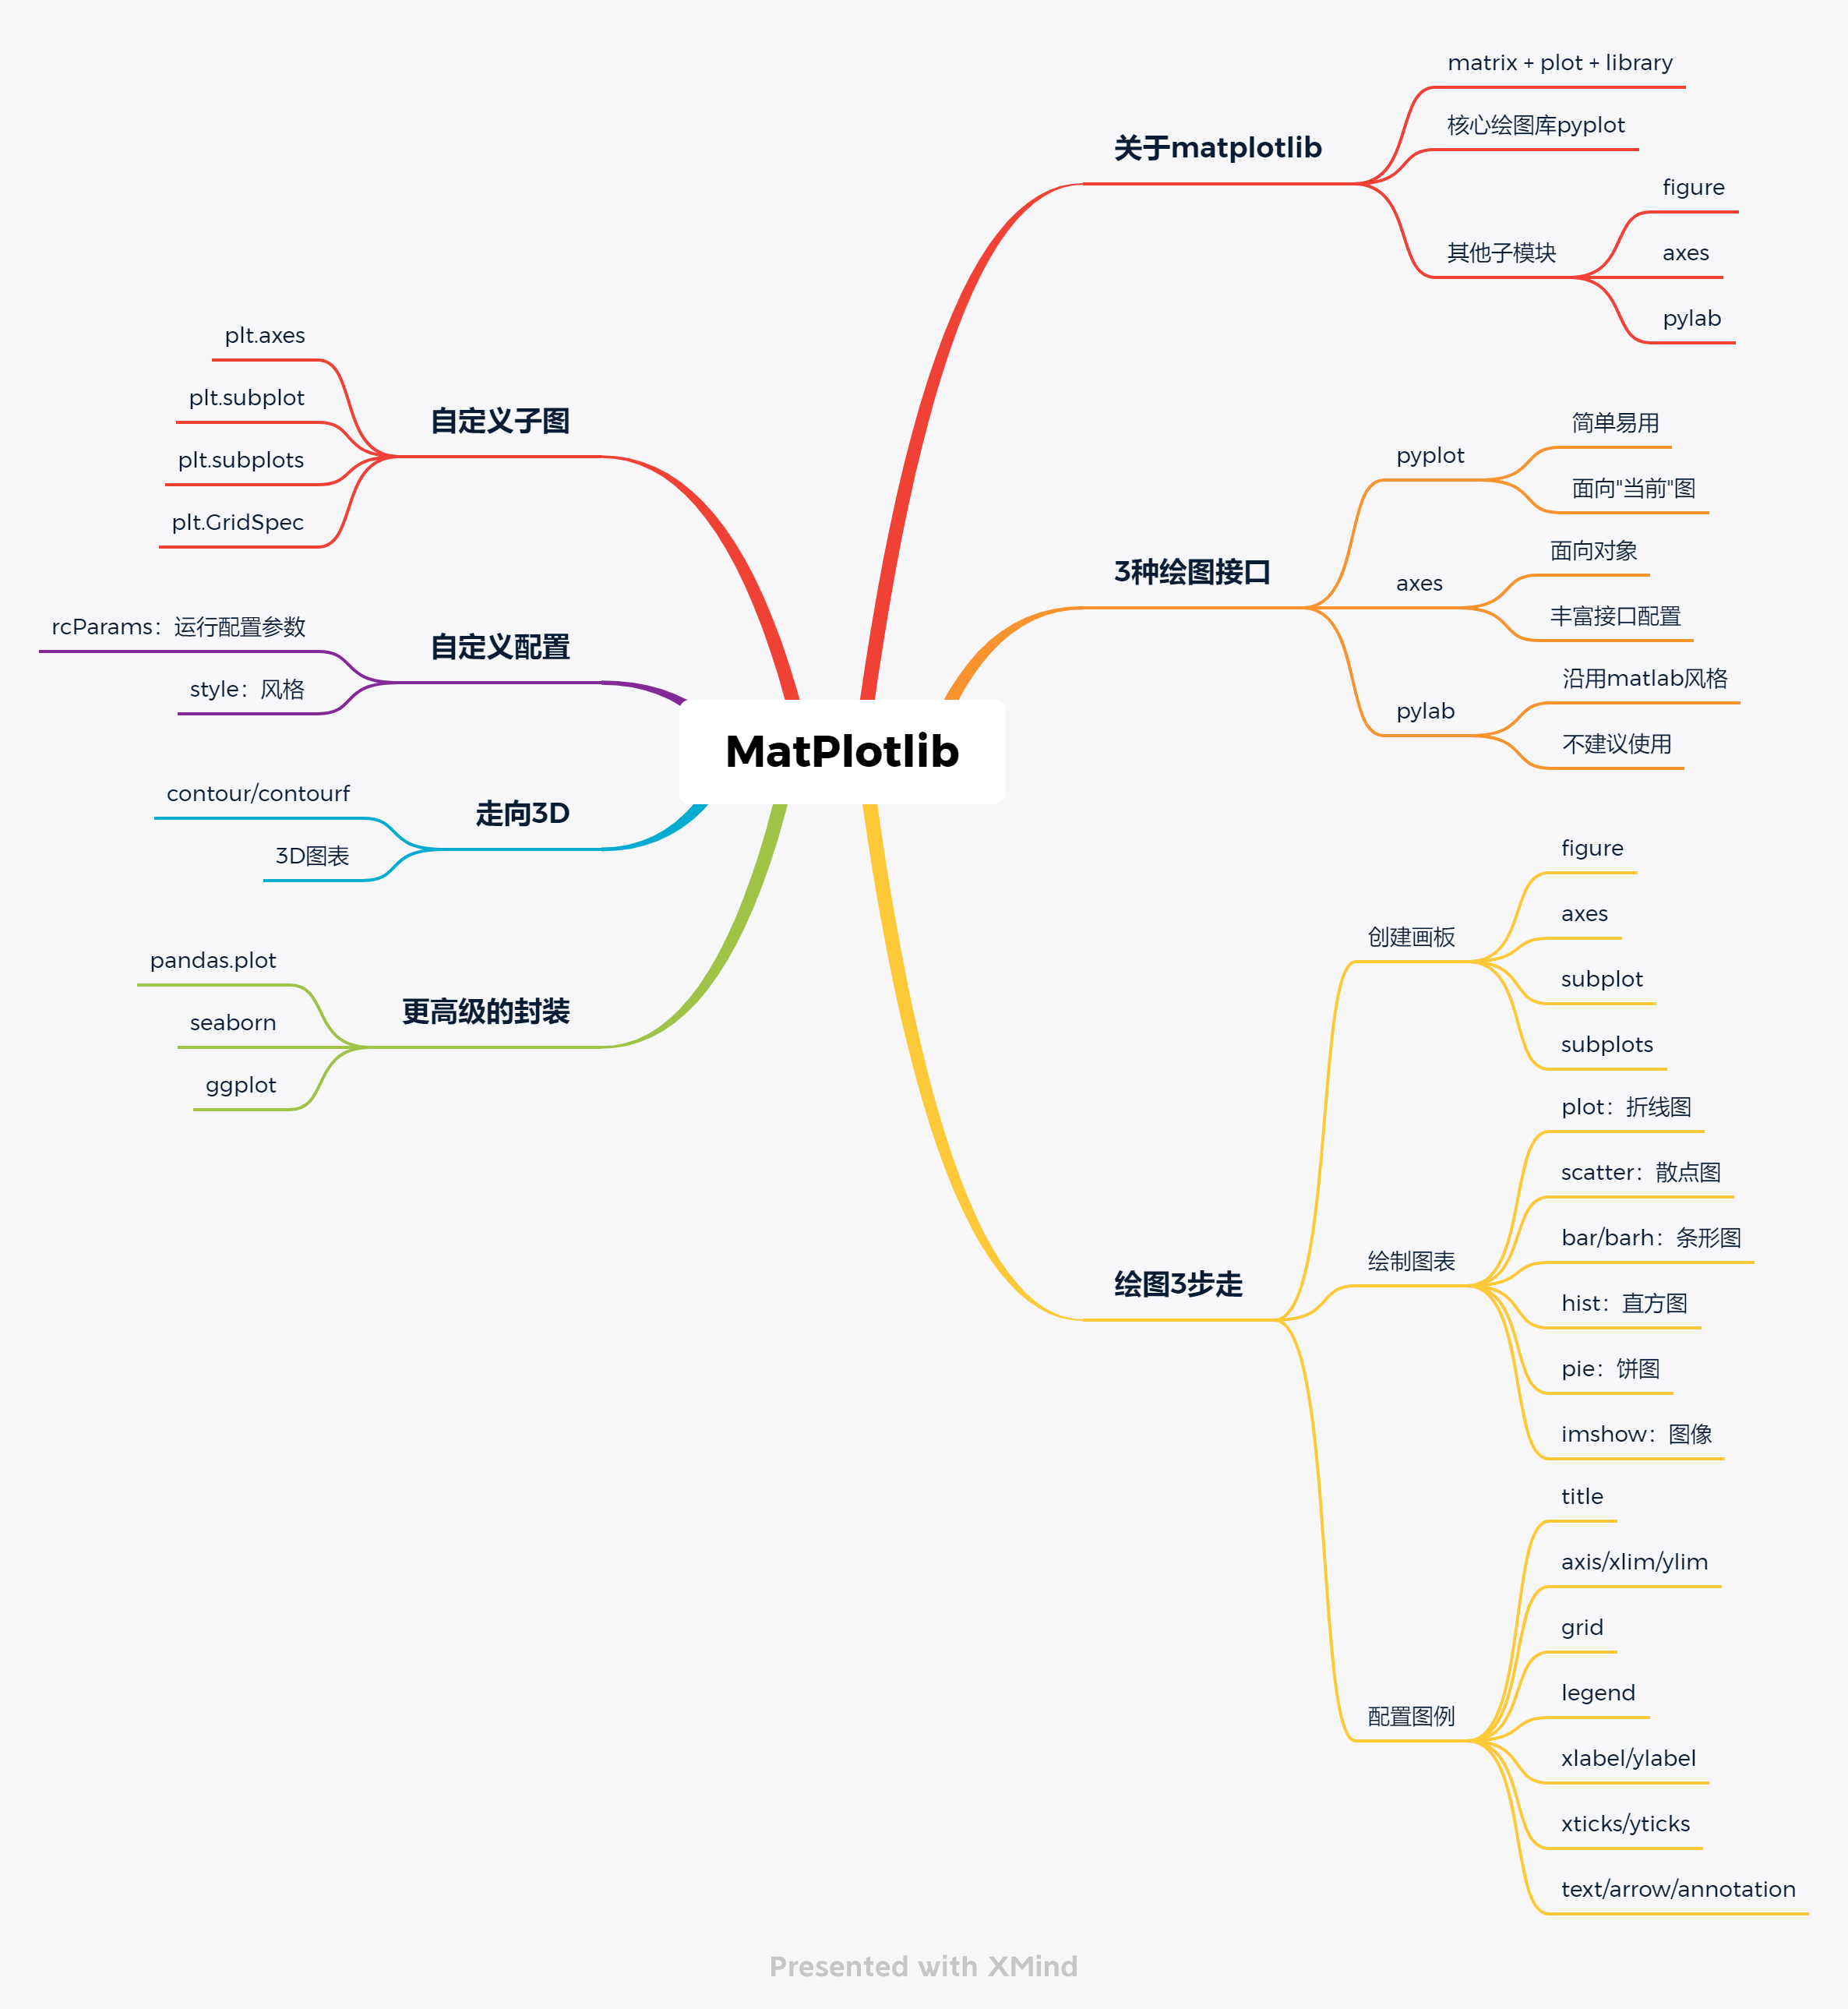 MatPlotlib
关于matplotlib
matrix + plot + library
核心绘图库pyplot
其他子模块
figure
axes
pylab
3种绘图接口
pyplot
简单易用
面向"当前"图
axes
面向对象
丰富接口配置
pylab
沿用matlab风格
不建议使用
绘图3步走
创建画板
figure
axes
subplot
subplots
绘制图表
plot：折线图
scatter：散点图
bar/barh：条形图
hist：直方图
pie：饼图
imshow：图像
配置图例
title
axis/xlim/ylim
grid
legend
xlabel/ylabel
xticks/yticks
text/arrow/annotation
自定义子图
plt.axes
plt.subplot
plt.subplots
plt.GridSpec
自定义配置
rcParams：运行配置参数
style：风格
走向3D
contour/contourf
3D图表
更高级的封装
pandas.plot
seaborn
ggplot
Presented with XMind